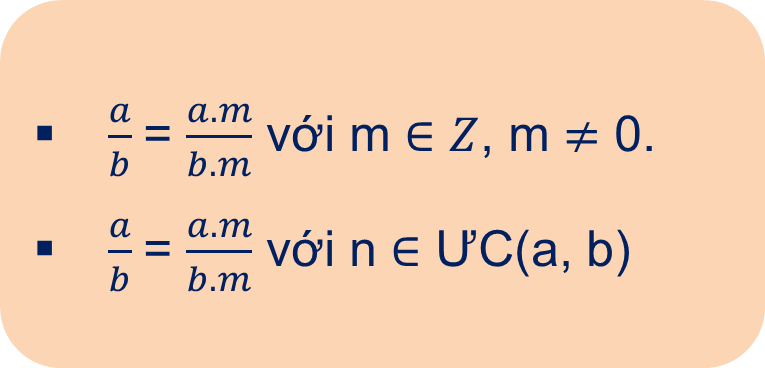 ▪ a/b = a.m/b.m với m ∈ Z, m ≠ 0.
▪ a/b = a.m/b.m với n ∈ ƯC(a, b)